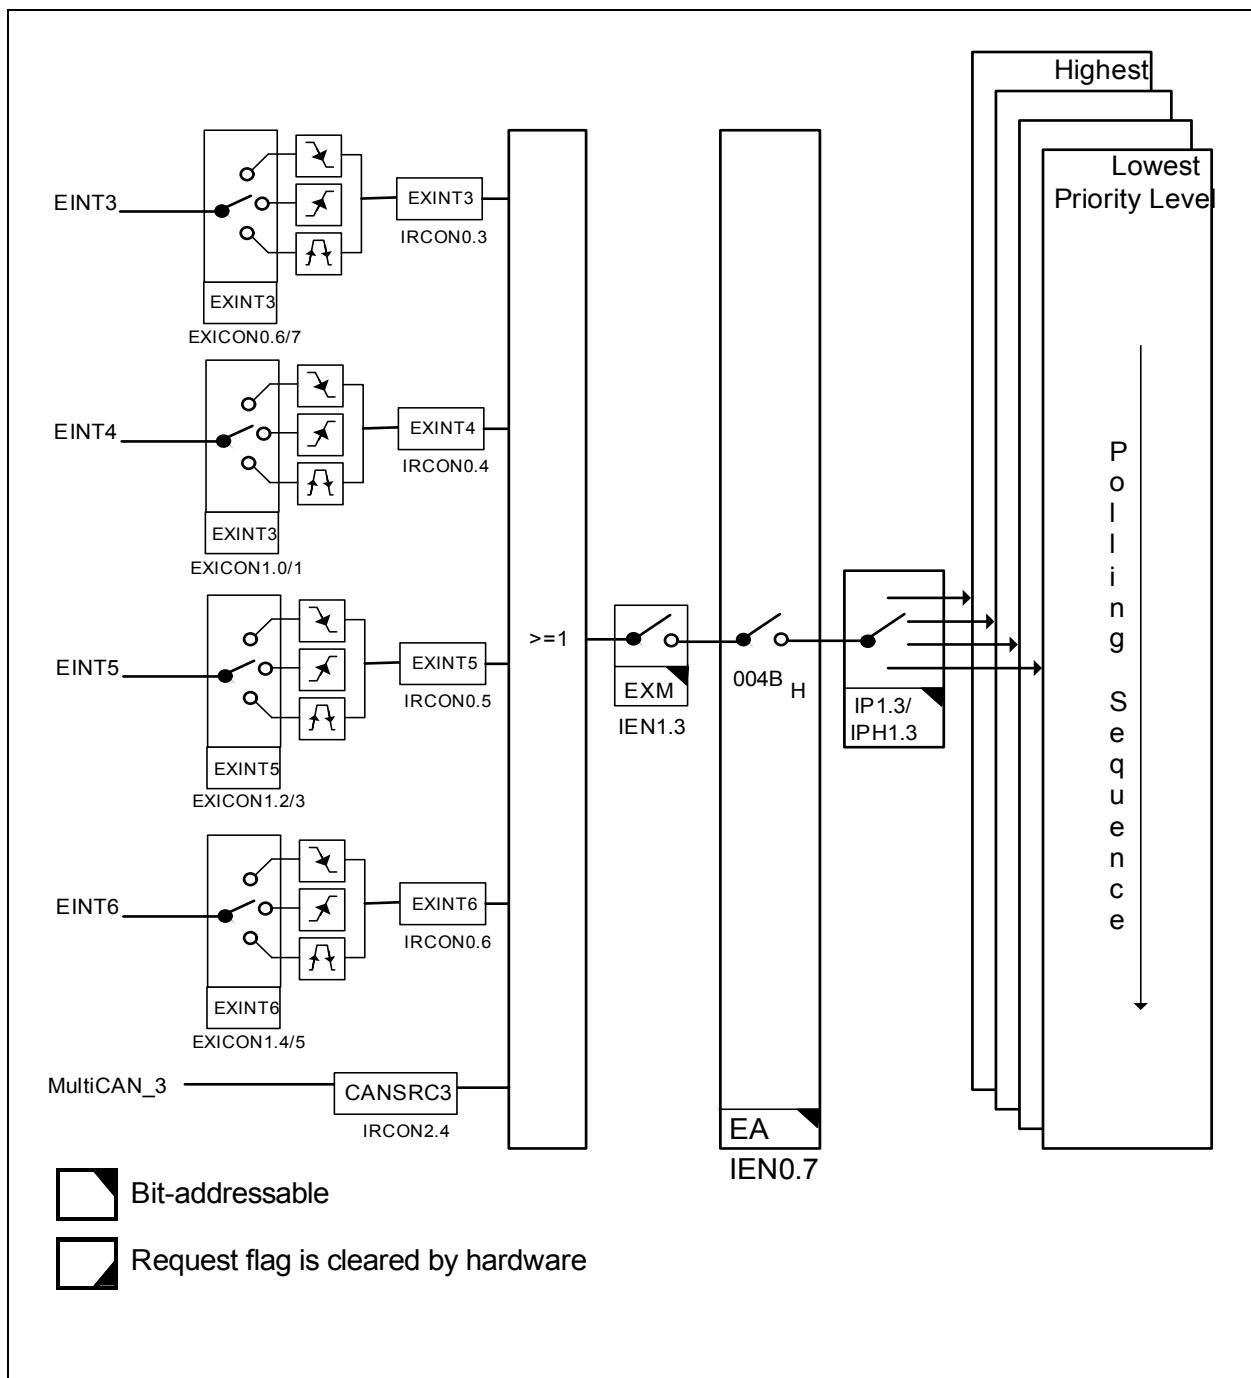 Highest
Lowest
Priority Level
EINT3
EXINT3
IRCON0.3
EXINT3
EXICON0.6/7
EINT4
EXINT4
IRCON0.4
EXINT3
EXICON1.0/1
EINT5
EXINT5
IRCON0.5
EXINT5
EXICON1.2/3
EINT6
EXINT6
IRCON0.6
EXINT6
EXICON1.4/5
MultiCAN_3
CANSRC3
IRCON2.4
>=1
EXM
IEN1.3
004B H
EA
IEN0.7
IP1.3/
IPH1.3
Polling Sequence
Bit-addressable
Request flag is cleared by hardware